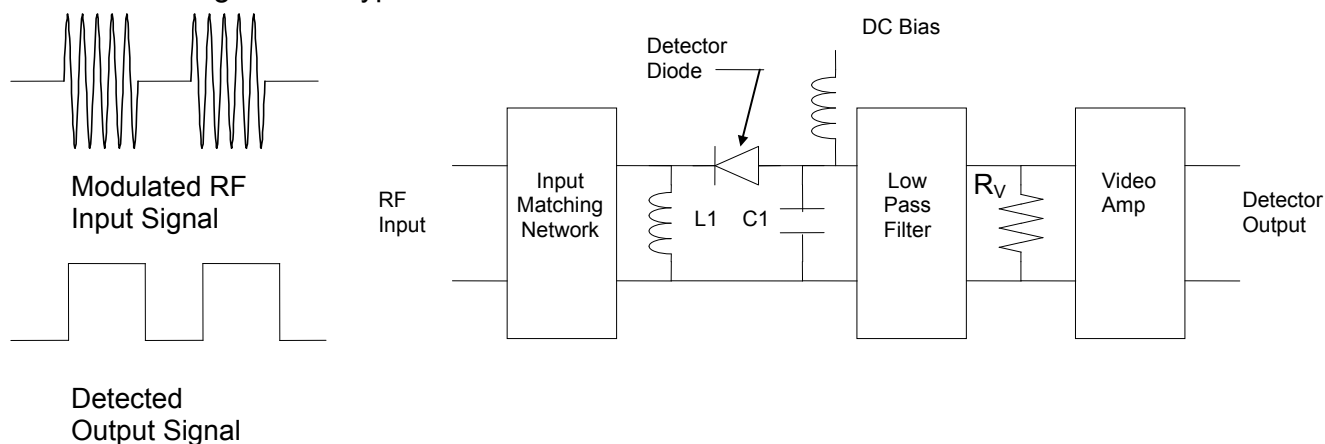 Modulated RF
Input Signal
Detected
Output Signal
DC Bias
Detector
Diode
RF
Input
Input
Matching
Network
L1
C1
Low
Pass
Filter
RV
Video
Amp
Detector
Output